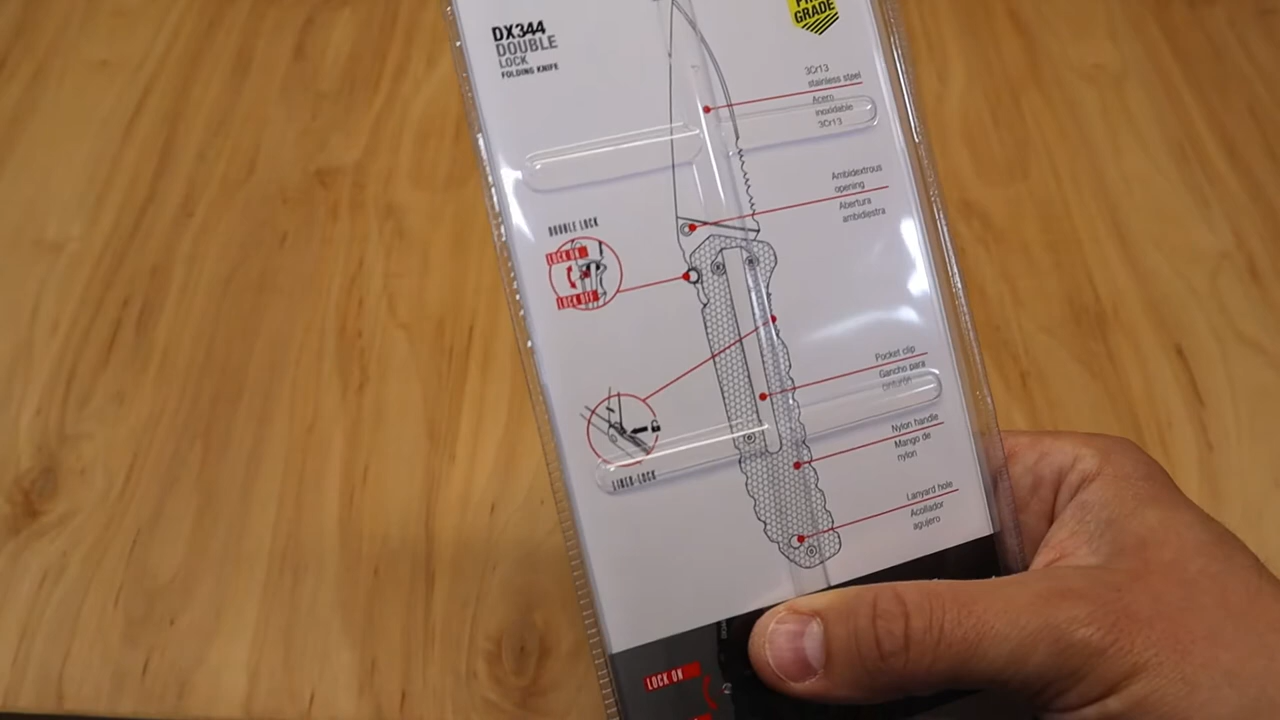 DX344
DOUBLE
LOCK
FOLDING KNIFE
GRADE
3Cr13
stainless steel
Acero
inoxidable
3Cr13
Ambidextrous
opening
Abertura
ambidiestra
DOUBLE LOCK
LOCK ON
LOCK OFF
Pocket clip
Gancho para
cinturón
Nylon handle
Mango de
nylon
LINER-LOCK
Lanyard hole
Acollador
agujero
LOCK ON